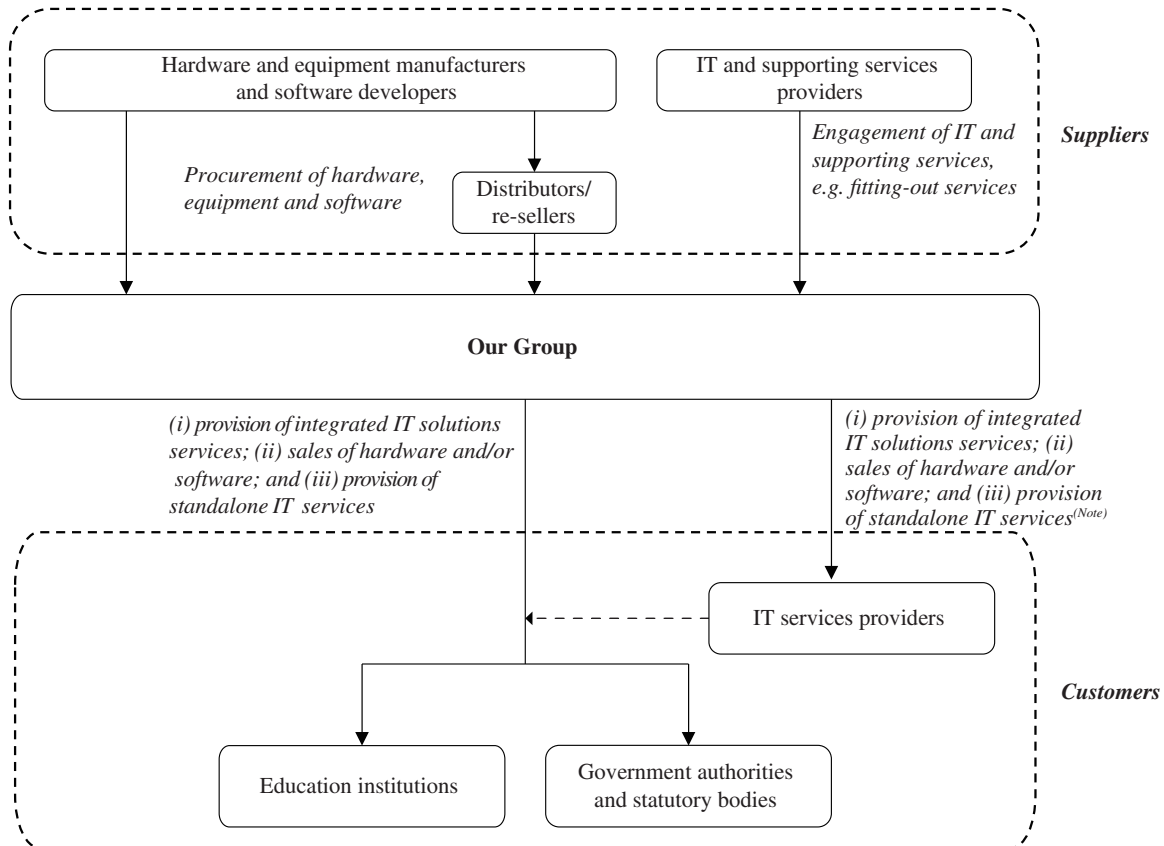 Hardware and equipment manufacturers
and software developers
IT and supporting services
providers
Procurement of hardware,
equipment and software
Distributors/
re-sellers
Engagement of IT and
supporting services,
e.g. fitting-out services
Suppliers
Our Group
(i) provision of integrated IT solutions
services; (ii) sales of hardware and/or
software; and (iii) provision of
standalone IT services
(i) provision of integrated
IT solutions services; (ii)
sales of hardware and/or
software; and (iii) provision
of standalone IT services(Note)
IT services providers
Customers
Education institutions
Government authorities
and statutory bodies